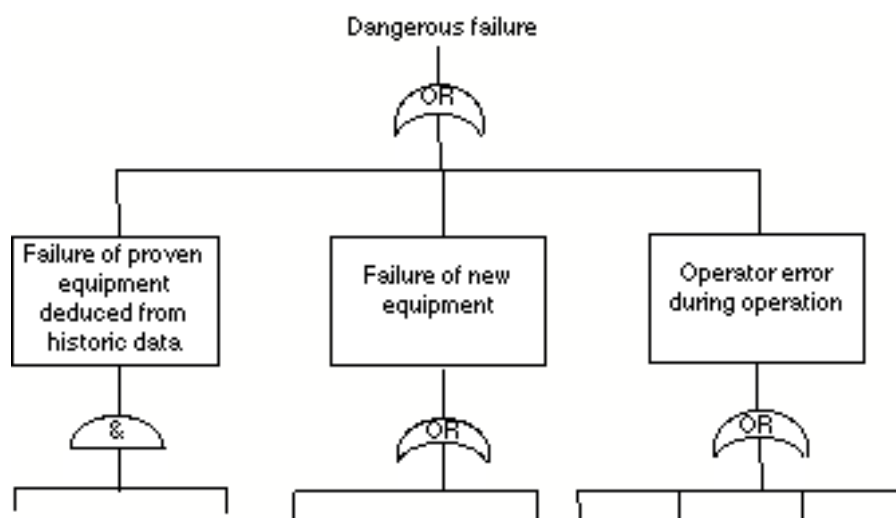 Dangerous failure
OR
Failure of proven
equipment
deduced from
historic data
Failure of new
equipment
Operator error
during operation
&
OR
OR